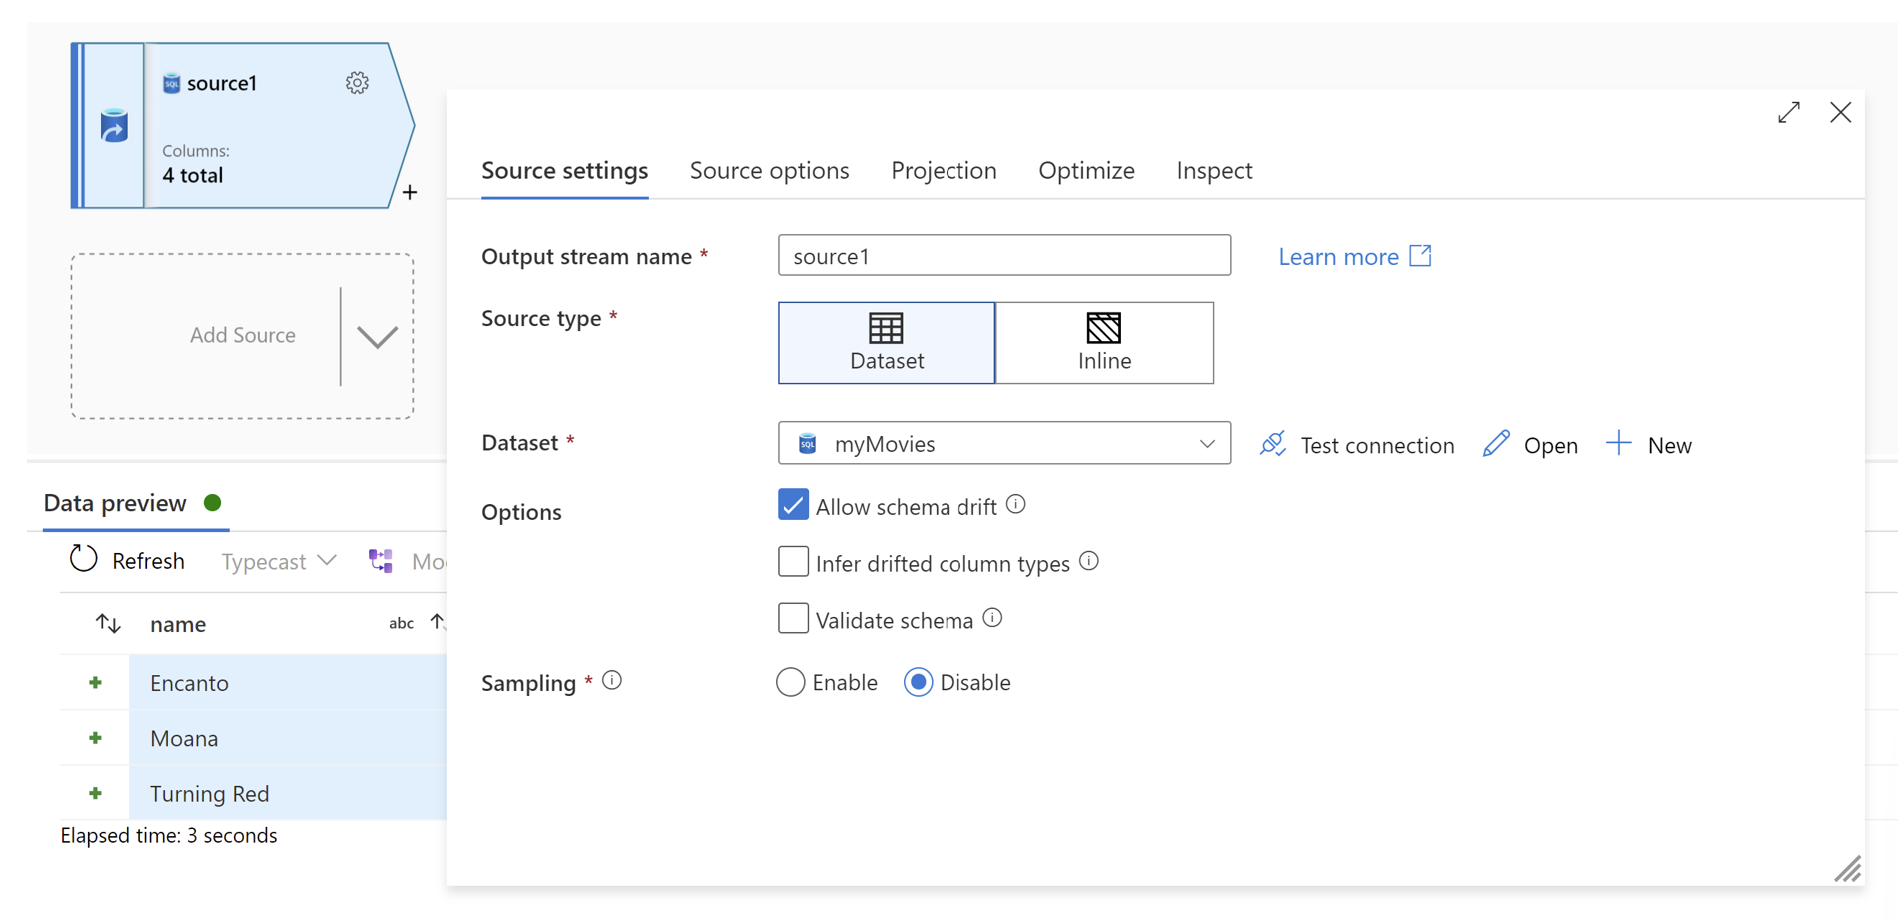 source1
Columns:
4 total
+
Add Source
Source settings Source options Projection Optimize Inspect
Output stream name * source1 Learn more
Source type * Dataset Inline
Dataset * SQL myMovies Test connection Open New
Options Allow schema drift
Infer drifted column types
Validate schema
Sampling * Enable Disable
Data preview
Refresh Typecast
name abc
Encanto
Moana
Turning Red
Elapsed time: 3 seconds